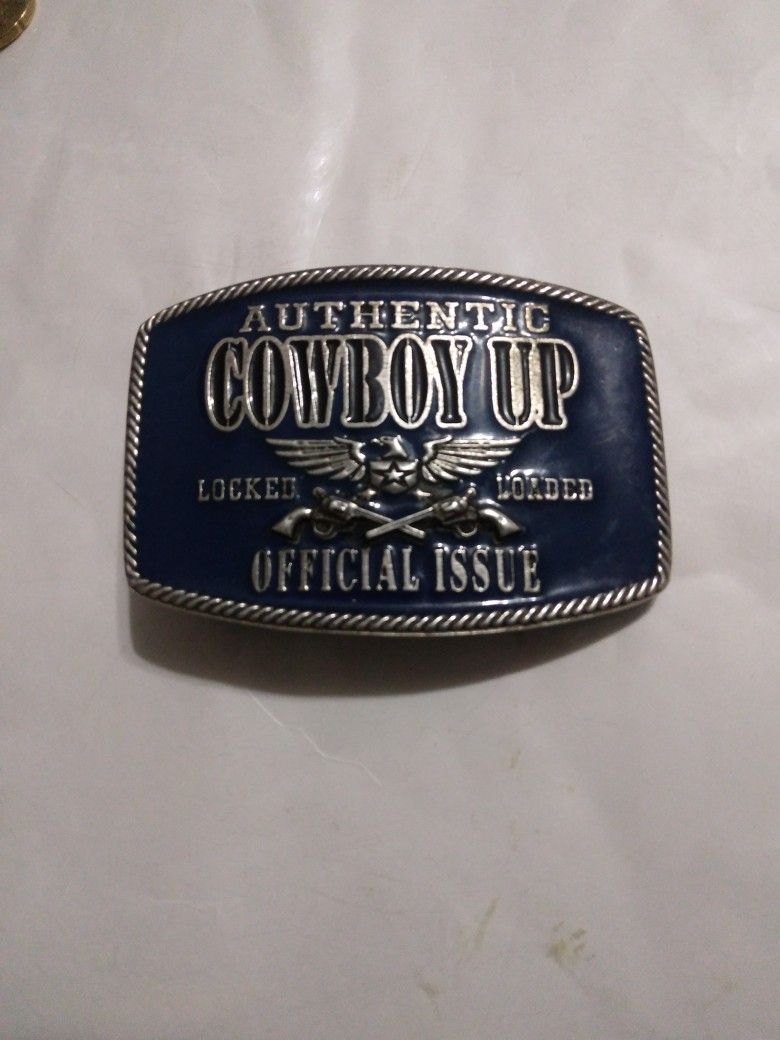 AUTHENTIC
COWBOY UP
LOCKED LOADED
OFFICIAL ISSUE